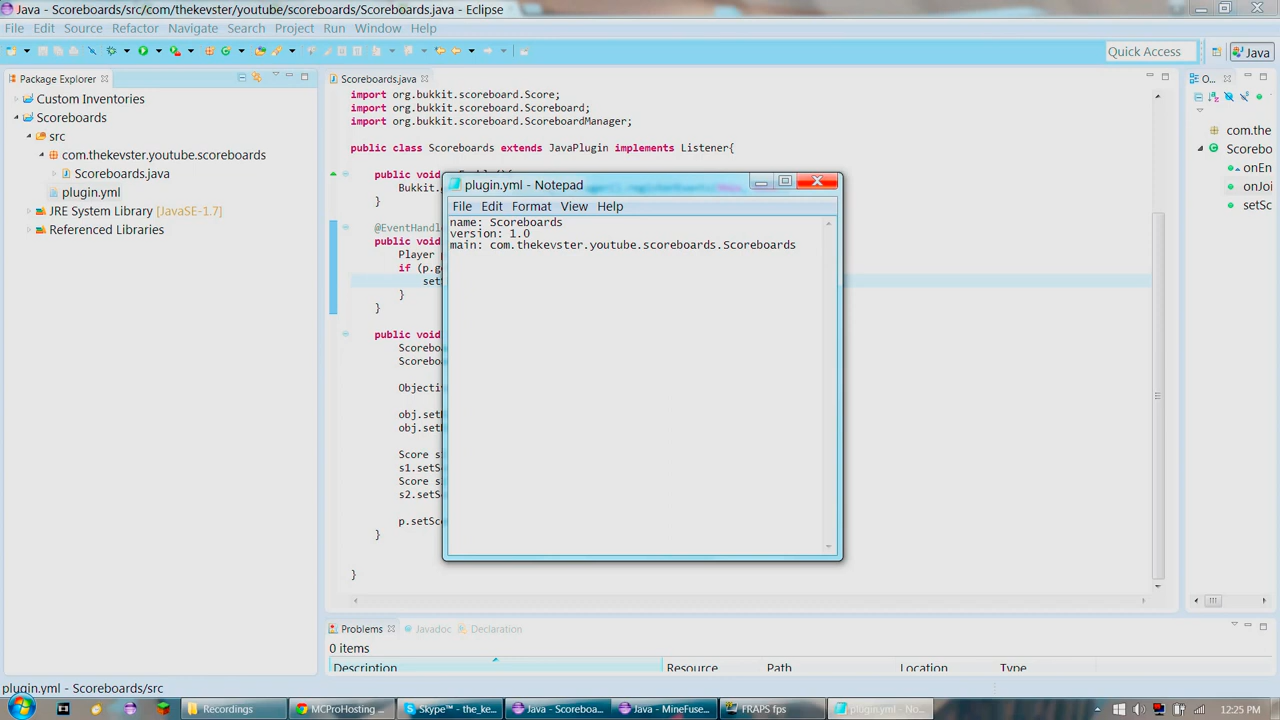 Java - Scoreboards/src/com/thekevster/youtube/scoreboards/Scoreboards.java - Eclipse
File Edit Source Refactor Navigate Search Project Run Window Help
Quick Access
Java
Package Explorer
Custom Inventories
Scoreboards
src
com.thekevster.youtube.scoreboards
Scoreboards.java
plugin.yml
JRE System Library [JavaSE-1.7]
Referenced Libraries
Scoreboards.java
import org.bukkit.scoreboard.Score;
import org.bukkit.scoreboard.Scoreboard;
import org.bukkit.scoreboard.ScoreboardManager;
public class Scoreboards extends JavaPlugin implements Listener{
public void
Bukkit.
}
@EventHandl
public void
Player p
if (p.ge
set
}
}
public void
Scorebo
Scorebo
Objecti
obj.set
obj.set
Score s
s1.setS
Score s
s2.setS
p.setSc
}
}
plugin.yml - Notepad
File Edit Format View Help
name: Scoreboards
version: 1.0
main: com.thekevster.youtube.scoreboards.Scoreboards
O...
com.the
Scorebo
onEn
onJoi
setSc
Problems Javadoc Declaration
0 items
Description Resource Path Location Type
plugin.yml - Scoreboards/src
Recordings
MCProHosting ...
Skype™ - the_ke...
Java - Scoreboa...
Java - MineFuse...
FRAPS fps
plugin.yml - No...
12:25 PM